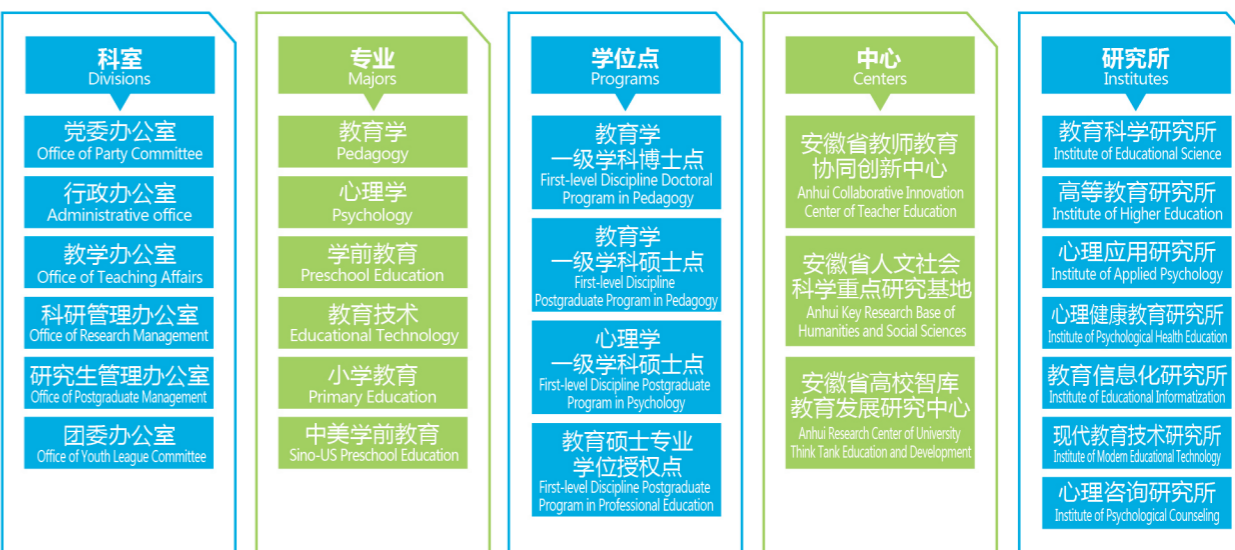 科室
Divisions
党委办公室
Office of Party Committee
行政办公室
Administrative office
教学办公室
Office of Teaching Affairs
科研管理办公室
Office of Research Management
研究生管理办公室
Office of Postgraduate Management
团委办公室
Office of Youth League Committee
专业
Majors
教育学
Pedagogy
心理学
Psychology
学前教育
Preschool Education
教育技术
Educational Technology
小学教育
Primary Education
中美学前教育
Sino-US Preschool Education
学位点
Programs
教育学
一级学科博士点
First-level Discipline Doctoral
Program in Pedagogy
教育学
一级学科硕士点
First-level Discipline
Postgraduate Program in Pedagogy
心理学
一级学科硕士点
First-level Discipline Postgraduate
Program in Psychology
教育硕士专业
学位授权点
First-level Discipline Postgraduate
Program in Professional Education
中心
Centers
安徽省教师教育
协同创新中心
Anhui Collaborative Innovation
Center of Teacher Education
安徽省人文社会
科学重点研究基地
Anhui Key Research Base of
Humanities and Social Sciences
安徽省高校智库
教育发展研究中心
Anhui Research Center of University
Think Tank Education and Development
研究所
Institutes
教育科学研究所
Institute of Educational Science
高等教育研究所
Institute of Higher Education
心理应用研究所
Institute of Applied Psychology
心理健康教育研究所
Institute of Psychological Health Education
教育信息化研究所
Institute of Educational Informatization
现代教育技术研究所
Institute of Modern Educational Technology
心理咨询研究所
Institute of Psychological Counseling